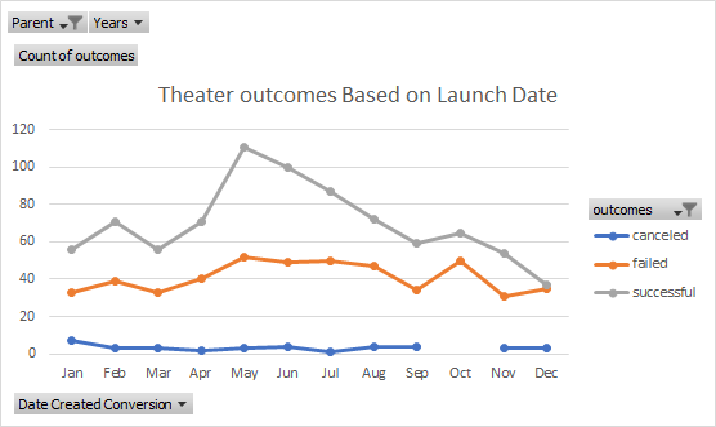 Parent Years
Count of outcomes
Theater outcomes Based on Launch Date
120
100
80
60
40
20
0
Jan Feb Mar Apr May Jun Jul Aug Sep Oct Nov Dec
outcomes
canceled
failed
successful
Date Created Conversion